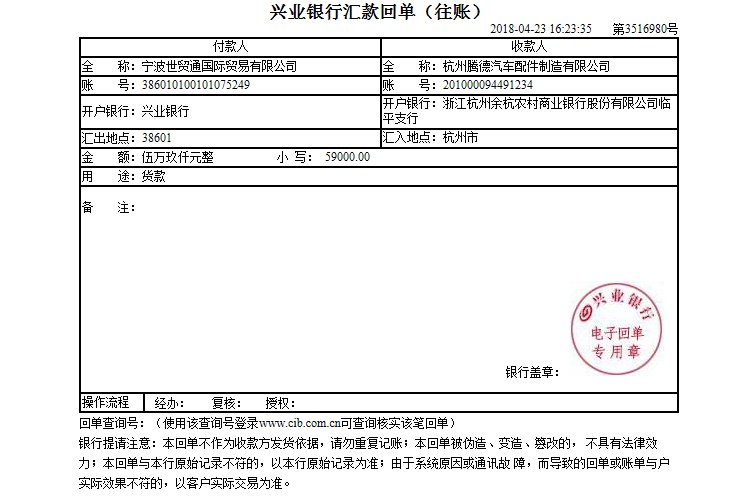 兴业银行汇款回单（往账）
2018-04-23 16:23:35 第3516980号
付款人 收款人
全 称：宁波世贸通国际贸易有限公司 全 称：杭州腾德汽车配件制造有限公司
账 号：386010100101075249 账 号：201000094491234
开户银行：兴业银行 开户银行：浙江杭州余杭农村商业银行股份有限公司临
平支行
汇出地点：38601 汇入地点：杭州市
金 额：伍万玖仟元整 小 写： 59000.00
用 途：货款
备 注：
兴业银行
电子回单
专用章
银行盖章：
操作流程 经办： 复核： 授权：
回单查询号：（使用该查询号登录www.cib.com.cn可查询核实该笔回单）
银行提请注意：本回单不作为收款方发货依据，请勿重复记账；本回单被伪造、变造、篡改的， 不具有法律效
力；本回单与本行原始记录不符的，以本行原始记录为准；由于系统原因或通讯故 障，而导致的回单或账单与户
实际效果不符的，以客户实际交易为准。